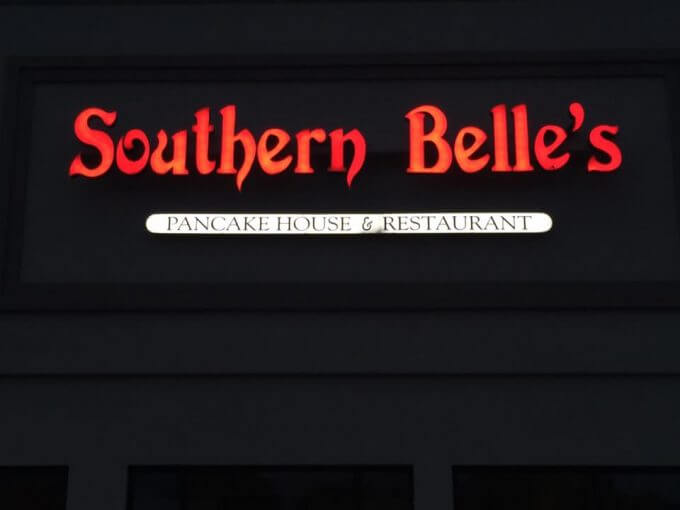 Southern Belle's
PANCAKE HOUSE & RESTAURANT